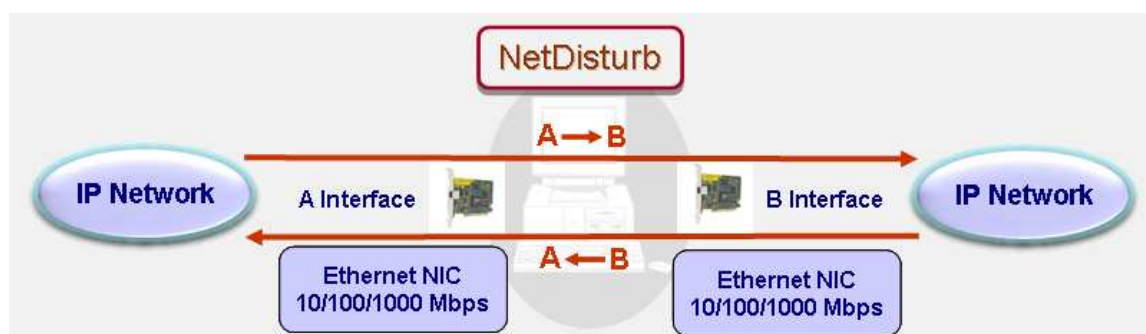 NetDisturb
A → B
IP Network
A Interface
B Interface
IP Network
A ← B
Ethernet NIC
10/100/1000 Mbps
Ethernet NIC
10/100/1000 Mbps